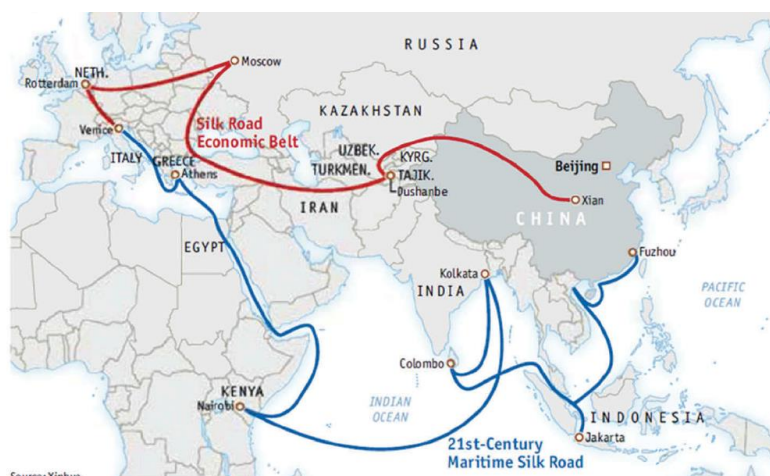 RUSSIA
Moscow
NETH.
Rotterdam
KAZAKHSTAN
Venice
Silk Road
Economic Belt
UZBEK.
KYRG.
Beijing
ITALY
GREECE
Athens
TURKMEN.
TAJIK.
Dushanbe
Xian
IRAN
CHINA
EGYPT
Fuzhou
Kolkata
INDIA
PACIFIC
OCEAN
Colombo
KENYA
Nairobi
INDIAN
OCEAN
INDONESIA
Jakarta
21st-Century
Maritime Silk Road